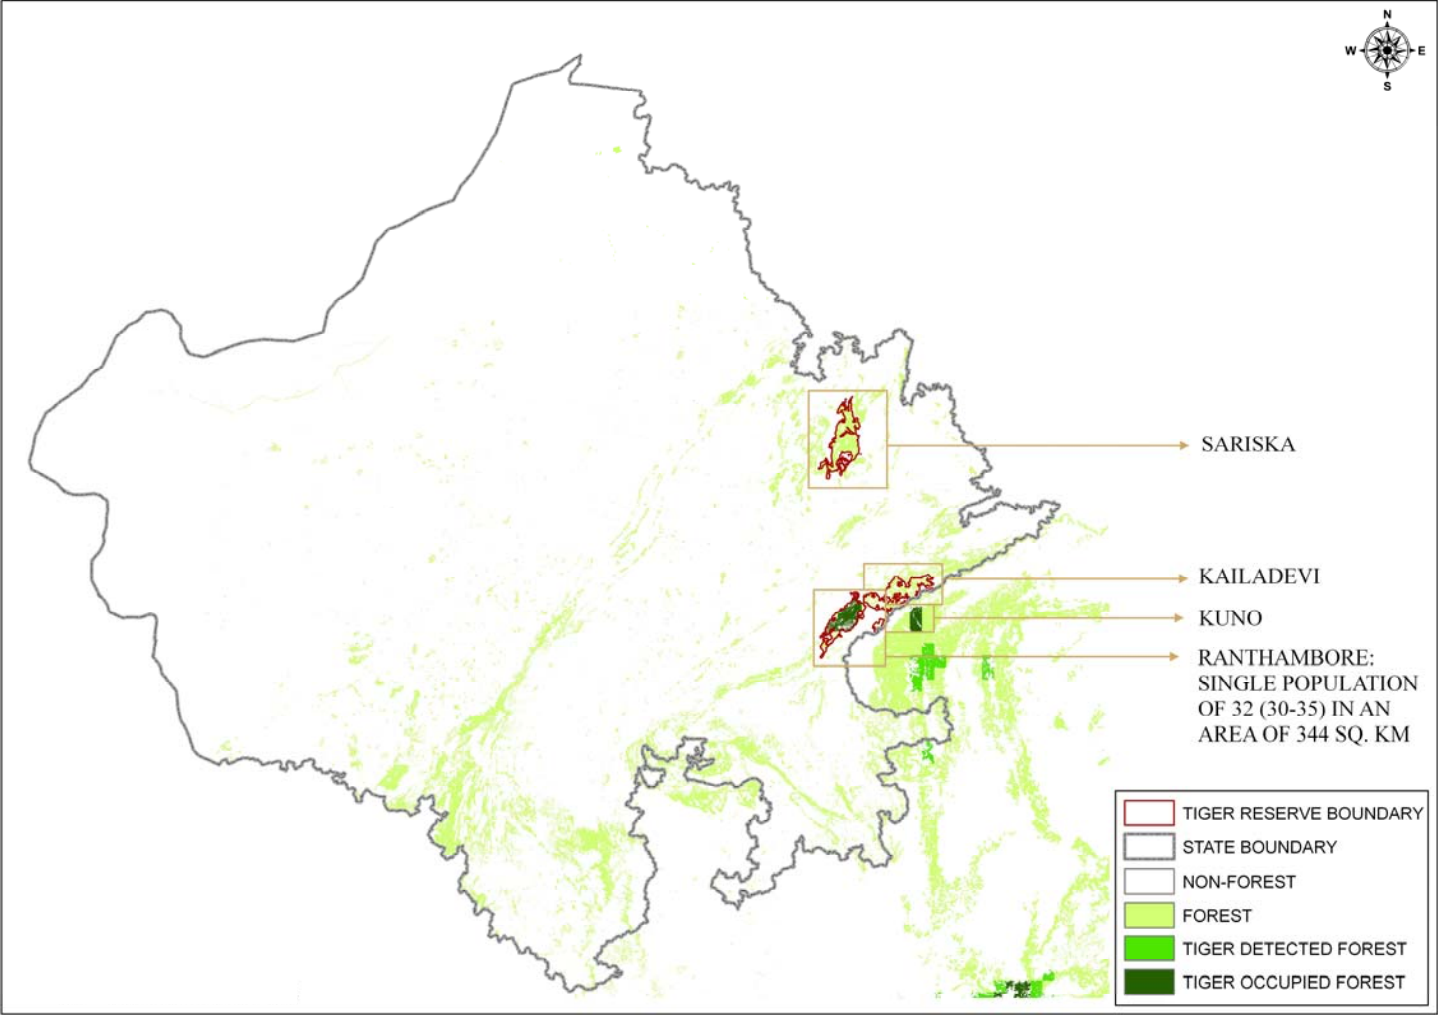 N
W E
S
SARISKA
KAILADEVI
KUNO
RANTHAMBORE:
SINGLE POPULATION
OF 32 (30-35) IN AN
AREA OF 344 SQ. KM
TIGER RESERVE BOUNDARY
STATE BOUNDARY
NON-FOREST
FOREST
TIGER DETECTED FOREST
TIGER OCCUPIED FOREST